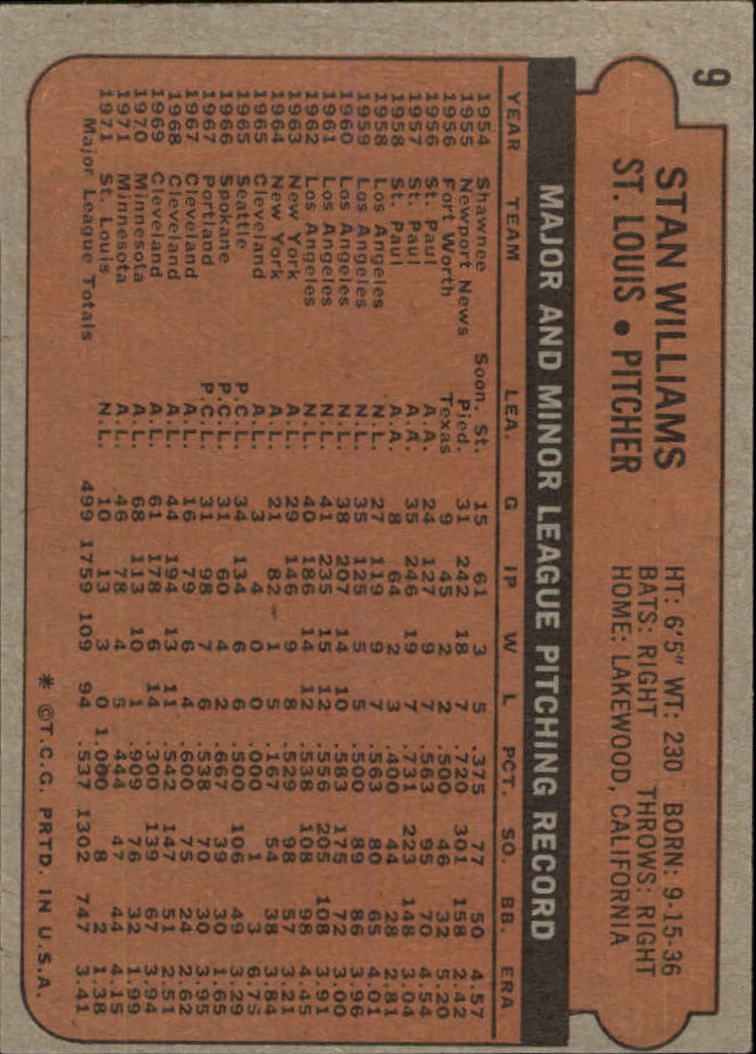 9
STAN WILLIAMS
ST. LOUIS • PITCHER
HT: 6'5" WT: 230 BORN: 9-15-36
BATS: RIGHT THROWS: RIGHT
HOME: LAKEWOOD, CALIFORNIA
MAJOR AND MINOR LEAGUE PITCHING RECORD
YEAR TEAM LEA. G IP W L PCT. SO. BB. ERA
1954 Shawnee Soon. St. 15 61 3 5 .375 77 50 4.57
1955 Newport News Pied. 31 242 18 7 .720 301 158 2.42
1956 Fort Worth Texas 9 45 2 2 .500 46 32 5.20
1956 St. Paul A.A. 24 127 9 7 .563 95 70 4.54
1957 St. Paul A.A. 35 246 19 7 .731 223 148 3.04
1958 St. Paul A.A. 8 64 2 3 .400 44 28 2.81
1958 Los Angeles N.L. 27 119 9 7 .563 80 65 4.01
1959 Los Angeles N.L. 35 125 5 5 .500 89 86 3.96
1960 Los Angeles N.L. 38 207 14 10 .583 175 72 3.00
1961 Los Angeles N.L. 41 235 15 12 .556 205 108 3.91
1962 Los Angeles N.L. 40 186 14 12 .538 108 98 4.45
1963 New York A.L. 29 146 9 8 .529 98 57 3.21
1964 New York A.L. 21 82 1 5 .167 54 38 3.84
1965 Cleveland A.L. 3 4 0 0 .000 1 3 6.75
1965 Seattle P.C.L. 34 134 6 6 .500 106 49 3.29
1966 Spokane P.C.L. 31 60 4 2 .667 39 30 1.65
1967 Portland P.C.L. 31 98 7 6 .538 70 30 3.95
1967 Cleveland A.L. 16 79 6 4 .600 75 24 2.62
1968 Cleveland A.L. 44 194 13 11 .542 147 51 2.51
1969 Cleveland A.L. 61 178 6 14 .300 139 67 3.94
1970 Minnesota A.L. 68 113 10 1 .909 76 32 1.99
1971 Minnesota A.L. 46 78 4 5 .444 47 44 4.15
1971 St. Louis N.L. 10 13 3 0 1.000 8 2 1.38
Major League Totals 499 1759 109 94 .537 1302 747 3.41
* ©T.C.G. PRTD. IN U.S.A.